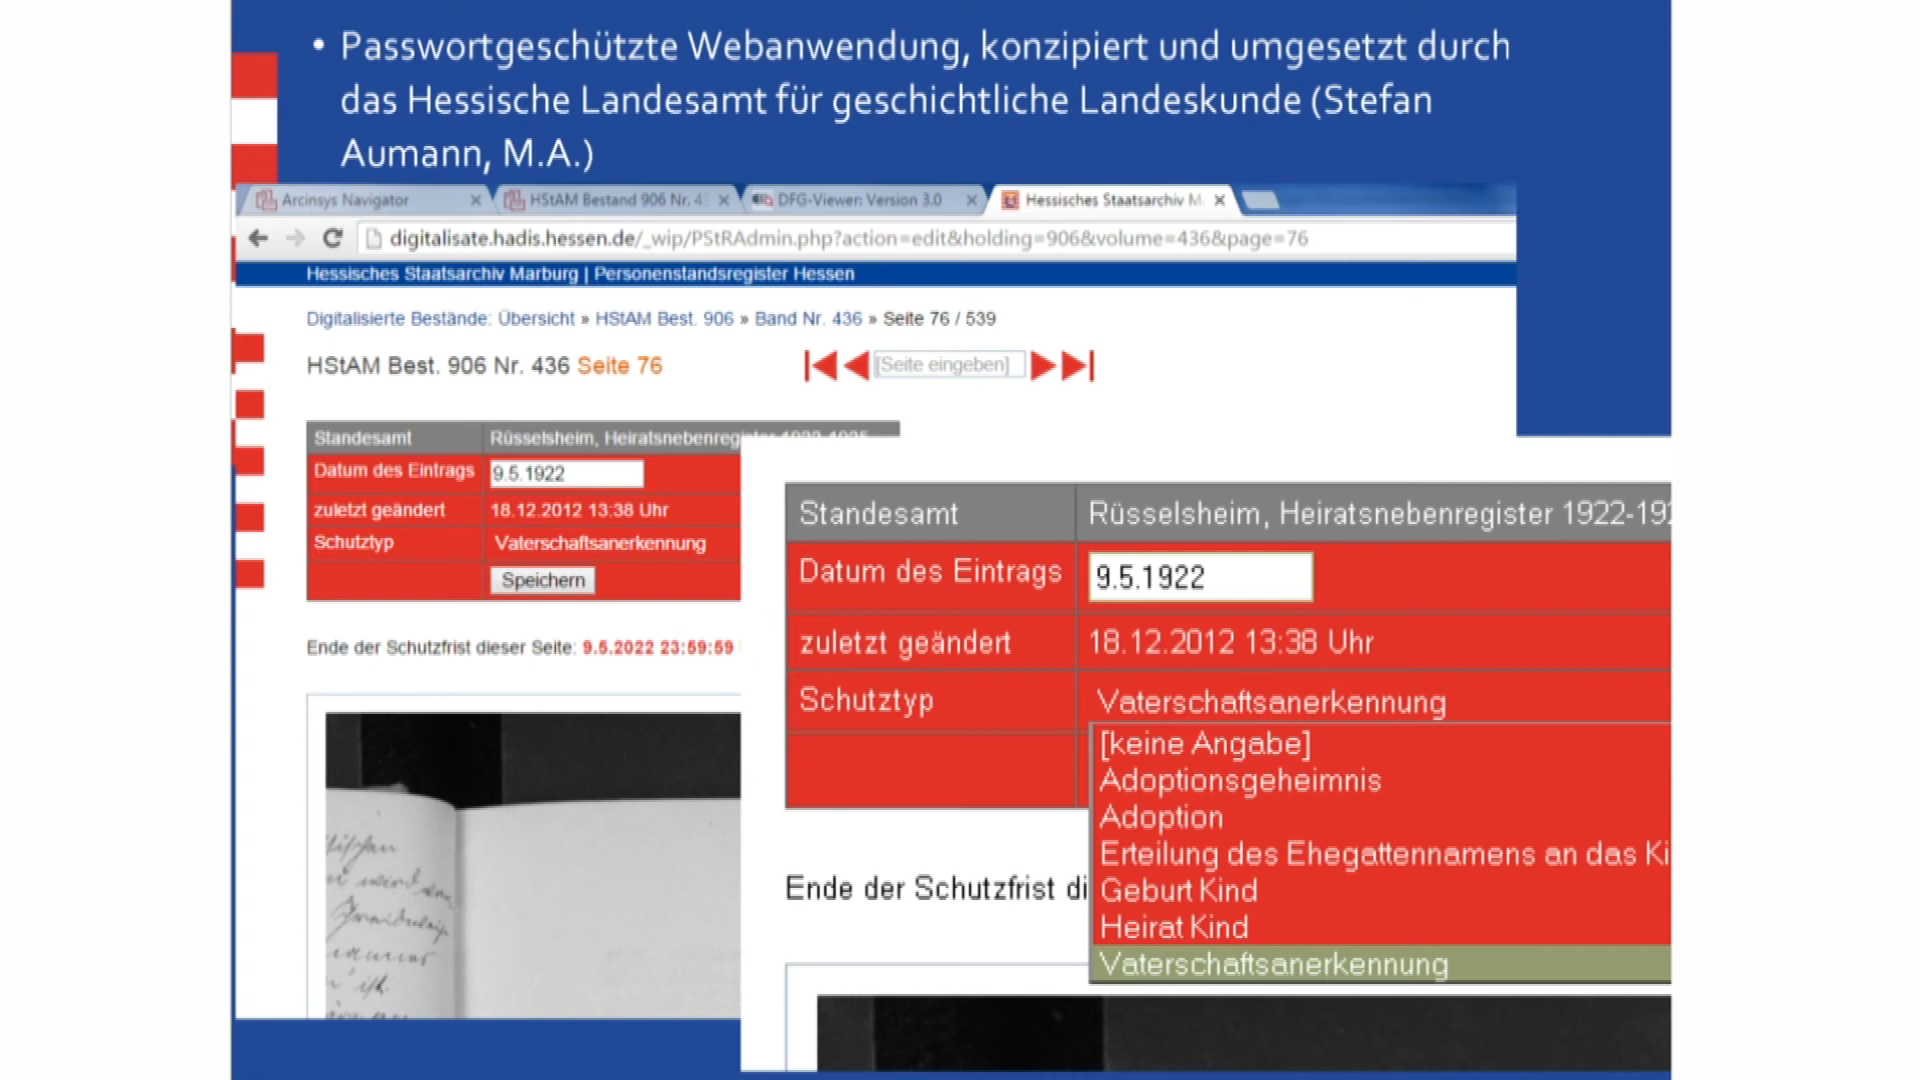 • Passwortgeschützte Webanwendung, konzipiert und umgesetzt durch
das Hessische Landesamt für geschichtliche Landeskunde (Stefan
Aumann, M.A.)
Arcinsys Navigator
HStAM Bestand 906 Nr. 4
DFG-Viewer: Version 3.0
Hessisches Staatsarchiv M
digitalisate.hadis.hessen.de/_wip/PStRAdmin.php?action=edit&holding=906&volume=436&page=76
Hessisches Staatsarchiv Marburg | Personenstandsregister Hessen
Digitalisierte Bestände: Übersicht » HStAM Best. 906 » Band Nr. 436 » Seite 76 / 539
HStAM Best. 906 Nr. 436 Seite 76
[Seite eingeben]
Standesamt Rüsselsheim, Heiratsnebenregister 1922-1925
Datum des Eintrags 9.5.1922
zuletzt geändert 18.12.2012 13:38 Uhr
Schutztyp Vaterschaftsanerkennung
Speichern
Ende der Schutzfrist dieser Seite: 9.5.2022 23:59:59
Standesamt Rüsselsheim, Heiratsnebenregister 1922-192
Datum des Eintrags 9.5.1922
zuletzt geändert 18.12.2012 13:38 Uhr
Schutztyp Vaterschaftsanerkennung
[keine Angabe]
Adoptionsgeheimnis
Adoption
Erteilung des Ehegattennamens an das Ki
Geburt Kind
Heirat Kind
Vaterschaftsanerkennung
Ende der Schutzfrist di